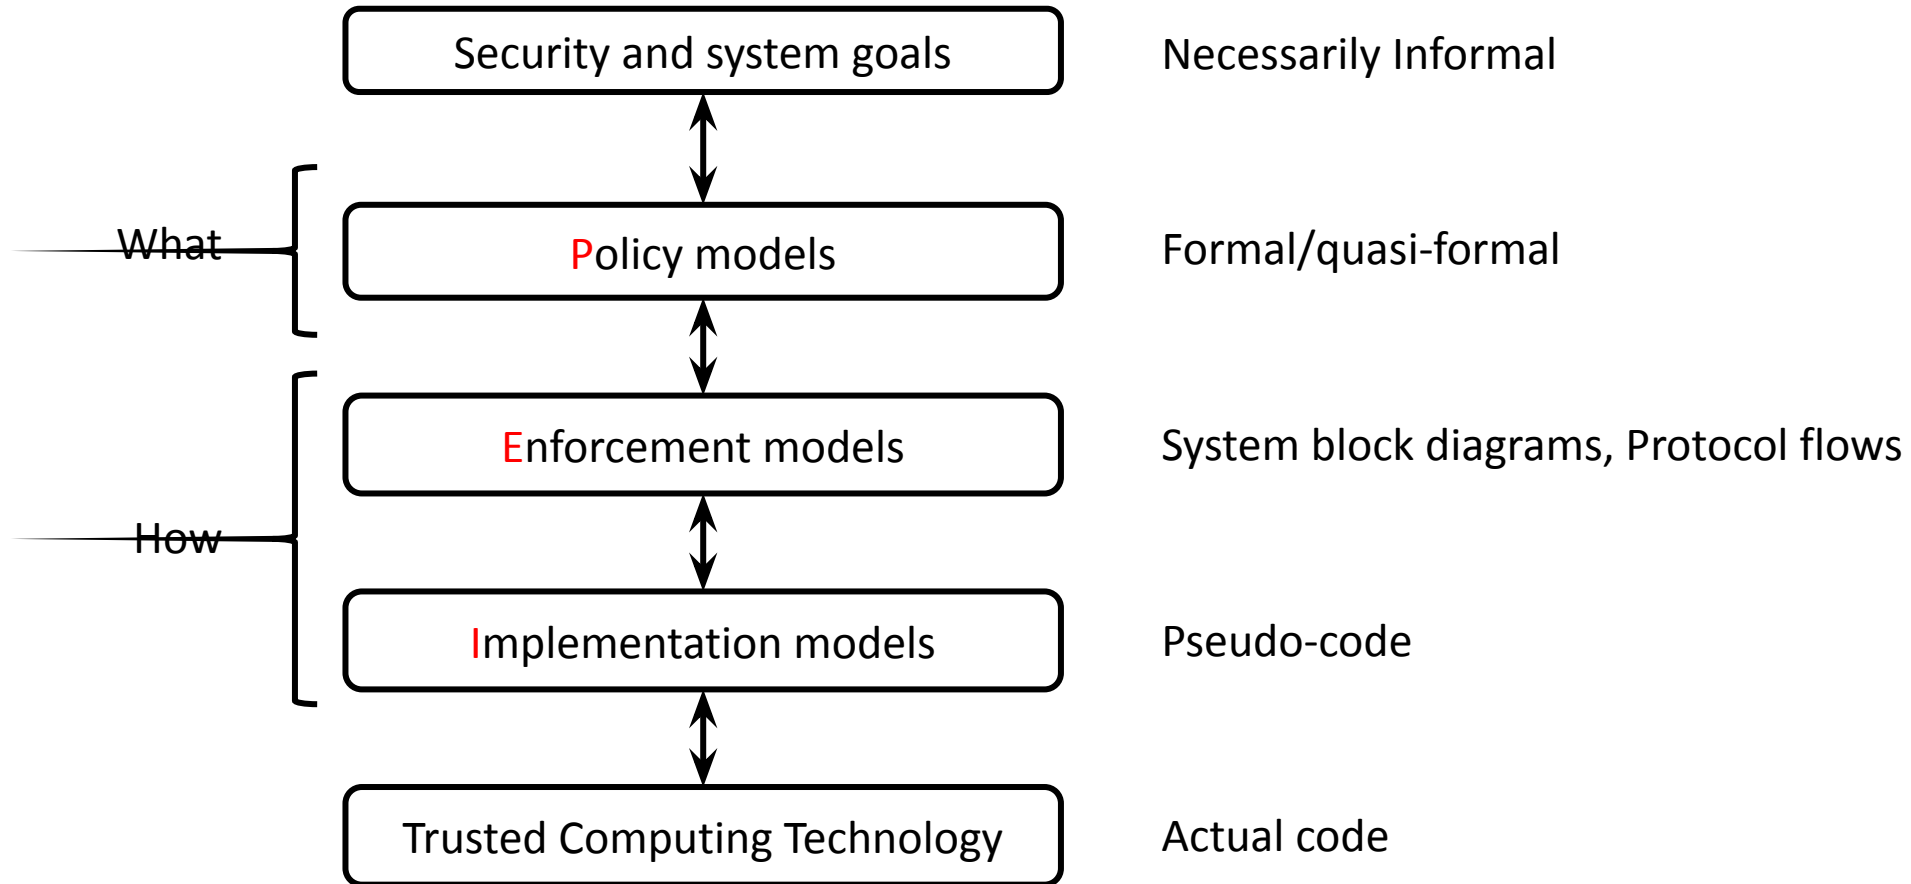 Security and system goals
Necessarily Informal
What
Policy models
Formal/quasi-formal
Enforcement models
System block diagrams, Protocol flows
How
Implementation models
Pseudo-code
Trusted Computing Technology
Actual code